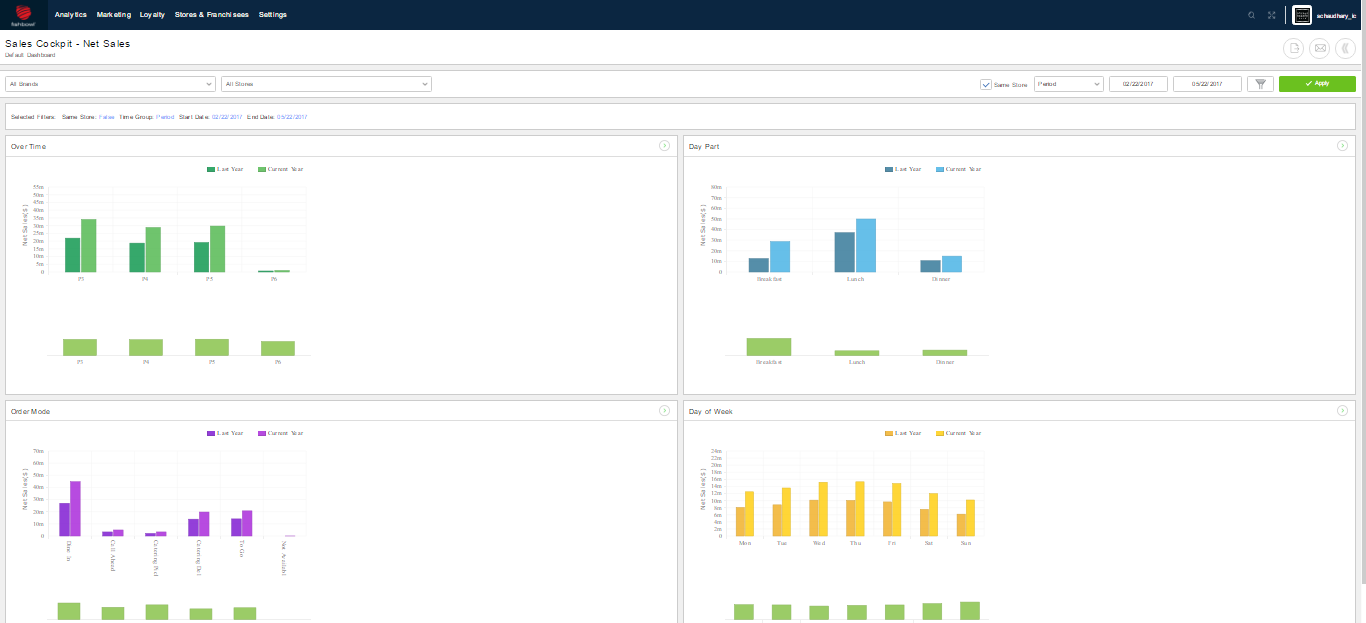 fishbowl
Analytics Marketing Loyalty Stores & Franchisees Settings
schaudhary_ic
Sales Cockpit - Net Sales
Default Dashboard
All Brands
All Stores
Same Store
Period
02/22/2017
05/22/2017
Apply
Selected Filters: Same Store: False Time Group: Period Start Date: 02/22/2017 End Date: 05/22/2017
Over Time
Last Year Current Year
Net Sales($)
55m
50m
45m
40m
35m
30m
25m
20m
15m
10m
5m
0
P3 P4 P5 P6
P3 P4 P5 P6
Day Part
Last Year Current Year
Net Sales($)
80m
70m
60m
50m
40m
30m
20m
10m
0
Breakfast Lunch Dinner
Breakfast Lunch Dinner
Order Mode
Last Year Current Year
Net Sales($)
70m
60m
50m
40m
30m
20m
10m
0
Dine In
Call Ahead
Catering Pick
Catering Del
To Go
Not Availabl
Day of Week
Last Year Current Year
Net Sales($)
24m
22m
20m
18m
16m
14m
12m
10m
8m
6m
4m
2m
0
Mon Tue Wed Thu Fri Sat Sun